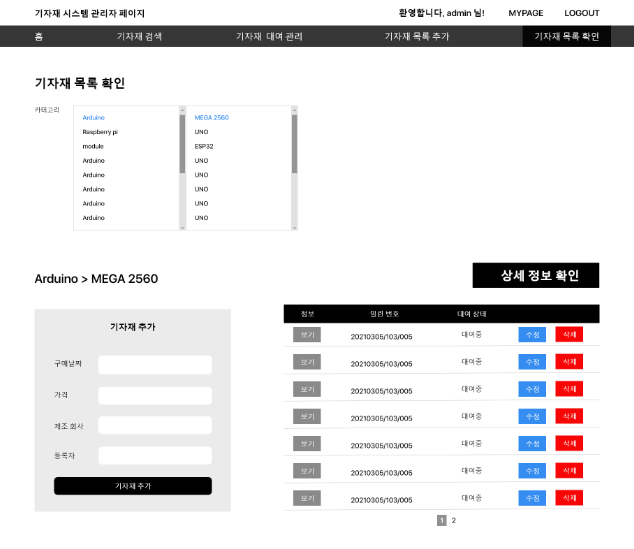 기자재 시스템 관리자 페이지 환영합니다, admin 님! MYPAGE LOGOUT
홈 기자재 검색 기자재 대여 관리 기자재 목록 추가 기자재 목록 확인
기자재 목록 확인
카테고리 Arduino MEGA 2560
Raspberry pi UNO
module ESP32
Arduino UNO
Arduino UNO
Arduino UNO
Arduino UNO
Arduino UNO
Arduino > MEGA 2560 상세 정보 확인
기자재 추가
구매날짜
가격
제조 회사
등록자
기자재 추가
정보 일련 번호 대여 상태
보기 20210305/103/005 대여중 수정 삭제
보기 20210305/103/005 대여중 수정 삭제
보기 20210305/103/005 대여중 수정 삭제
보기 20210305/103/005 대여중 수정 삭제
보기 20210305/103/005 대여중 수정 삭제
보기 20210305/103/005 대여중 수정 삭제
보기 20210305/103/005 대여중 수정 삭제
1 2